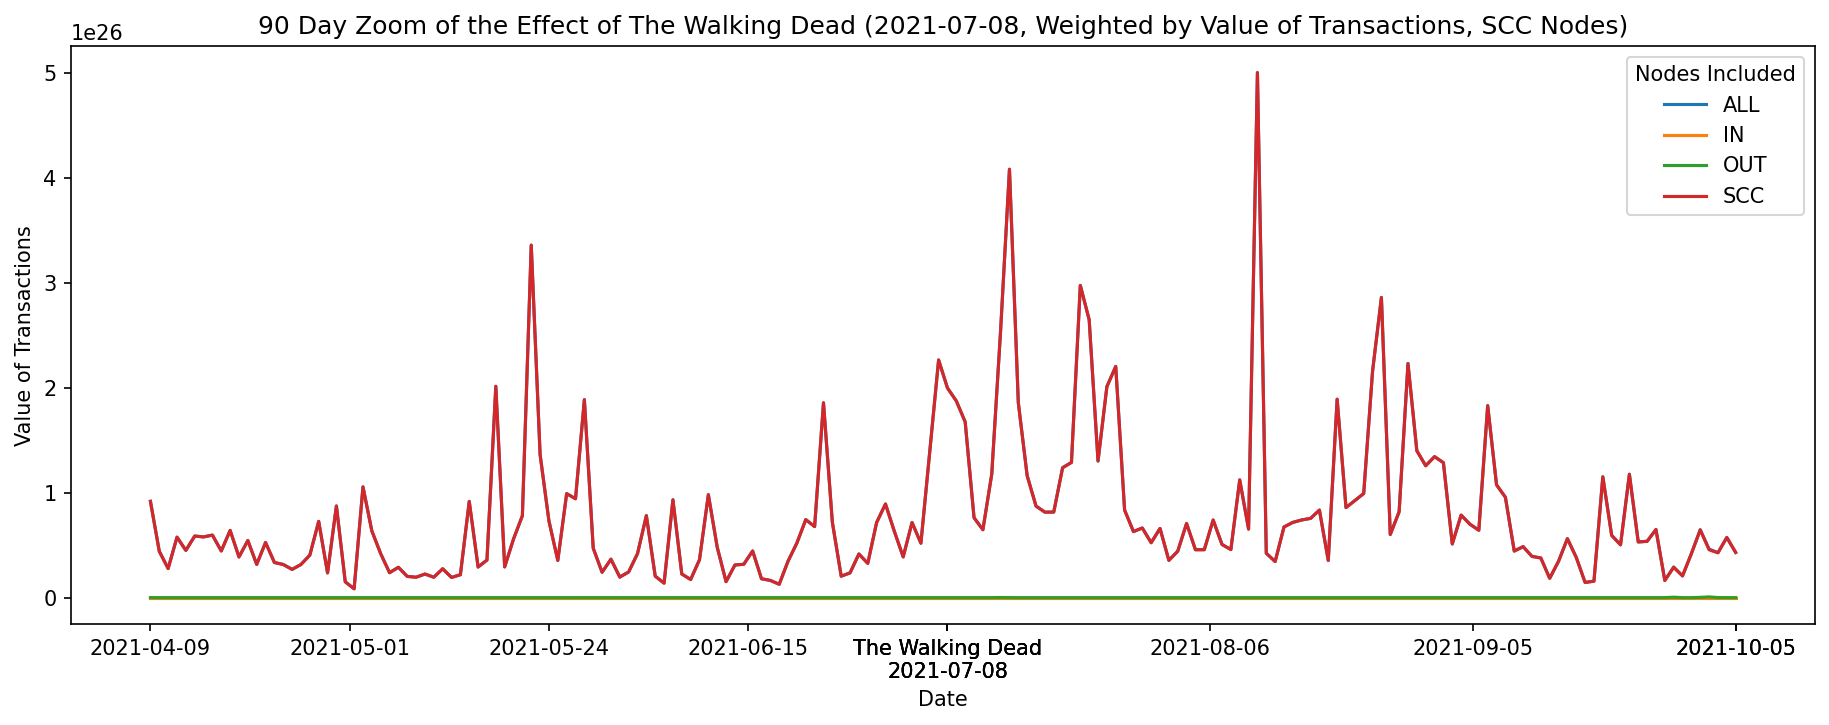 90 Day Zoom of the Effect of The Walking Dead (2021-07-08, Weighted by Value of Transactions, SCC Nodes)
1e26
5
4
3
2
1
0
Value of Transactions
Nodes Included
ALL
IN
OUT
SCC
2021-04-09 2021-05-01 2021-05-24 2021-06-15 The Walking Dead 2021-08-06 2021-09-05 2021-10-05
2021-07-08
Date